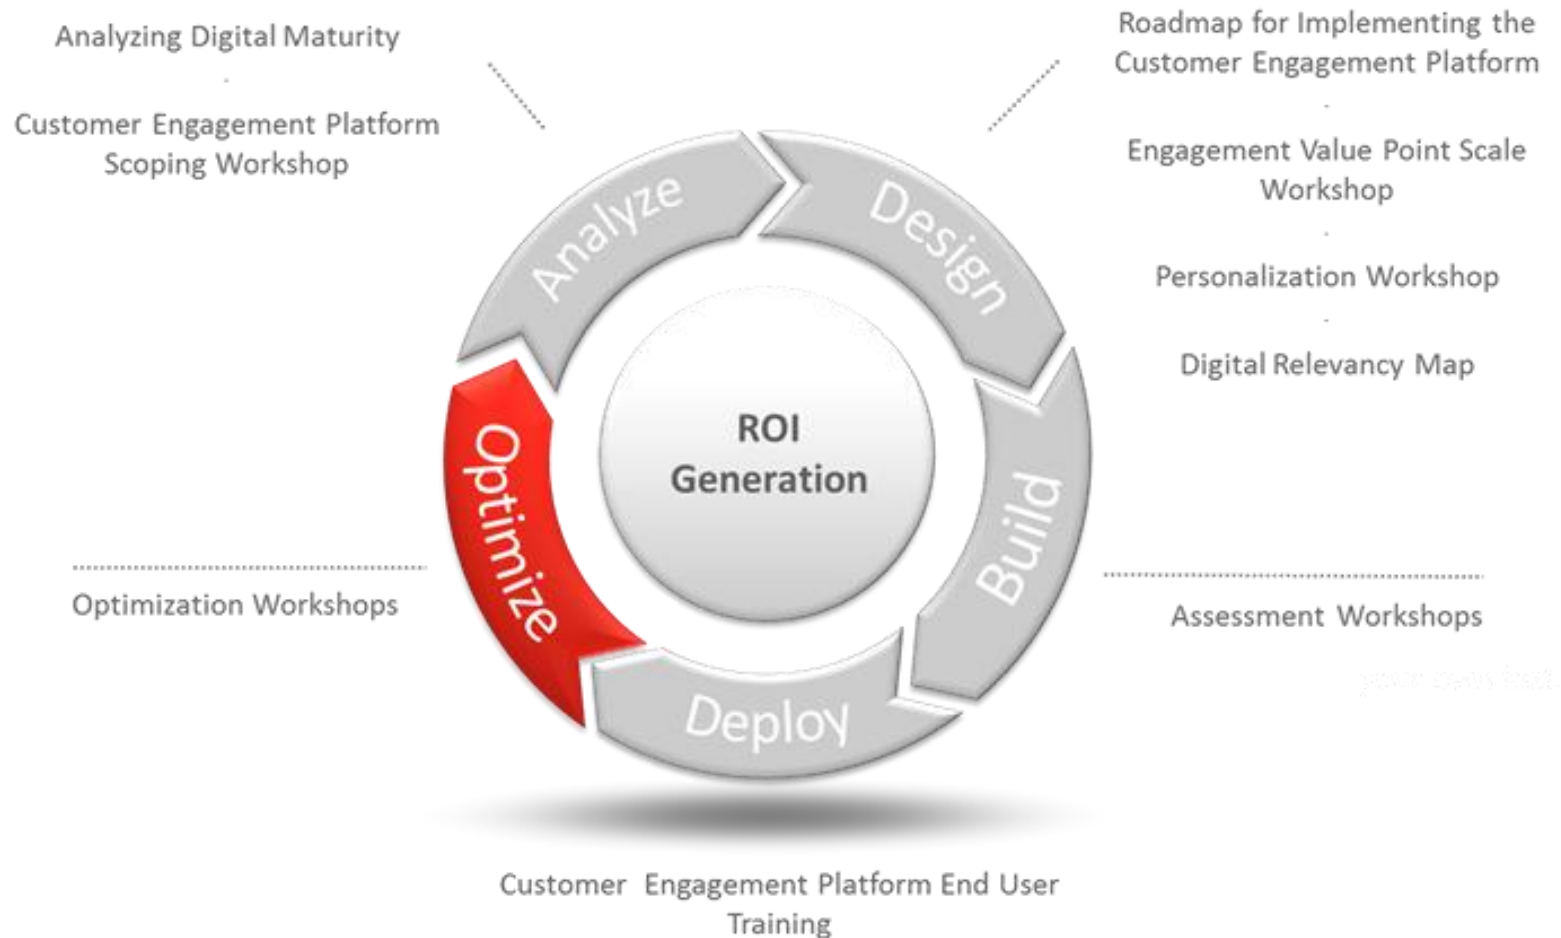 Analyzing Digital Maturity
Customer Engagement Platform
Scoping Workshop
Roadmap for Implementing the
Customer Engagement Platform
Engagement Value Point Scale
Workshop
Personalization Workshop
Digital Relevancy Map
Analyze
Design
Build
Deploy
Optimize
ROI
Generation
Optimization Workshops
Assessment Workshops
Customer Engagement Platform End User
Training